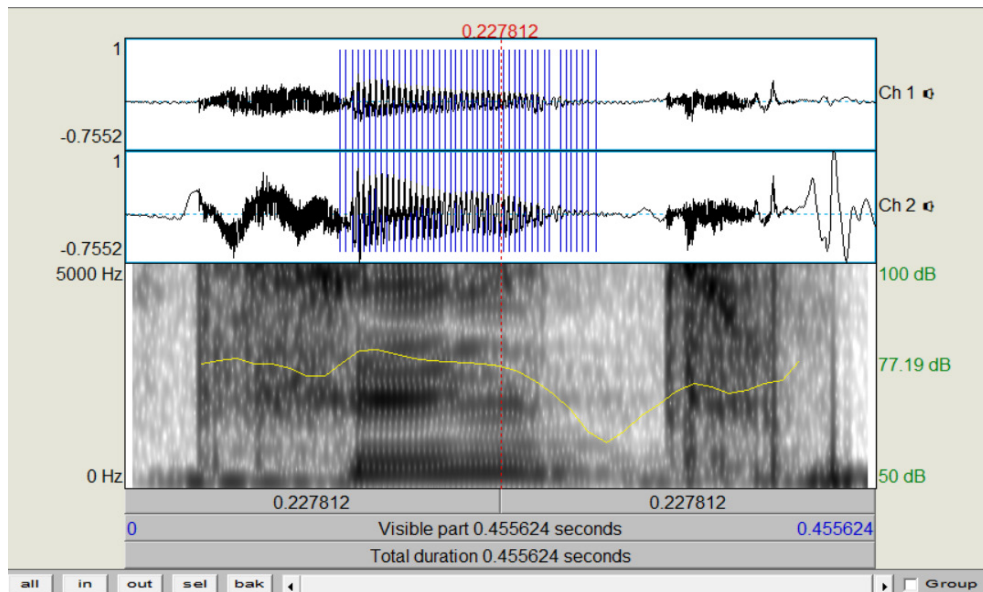 0.227812
1
Ch 1
-0.7552
1
Ch 2
-0.7552
5000 Hz 100 dB
77.19 dB
0 Hz 50 dB
0.227812 0.227812
0 Visible part 0.455624 seconds 0.455624
Total duration 0.455624 seconds
all in out sel bak Group